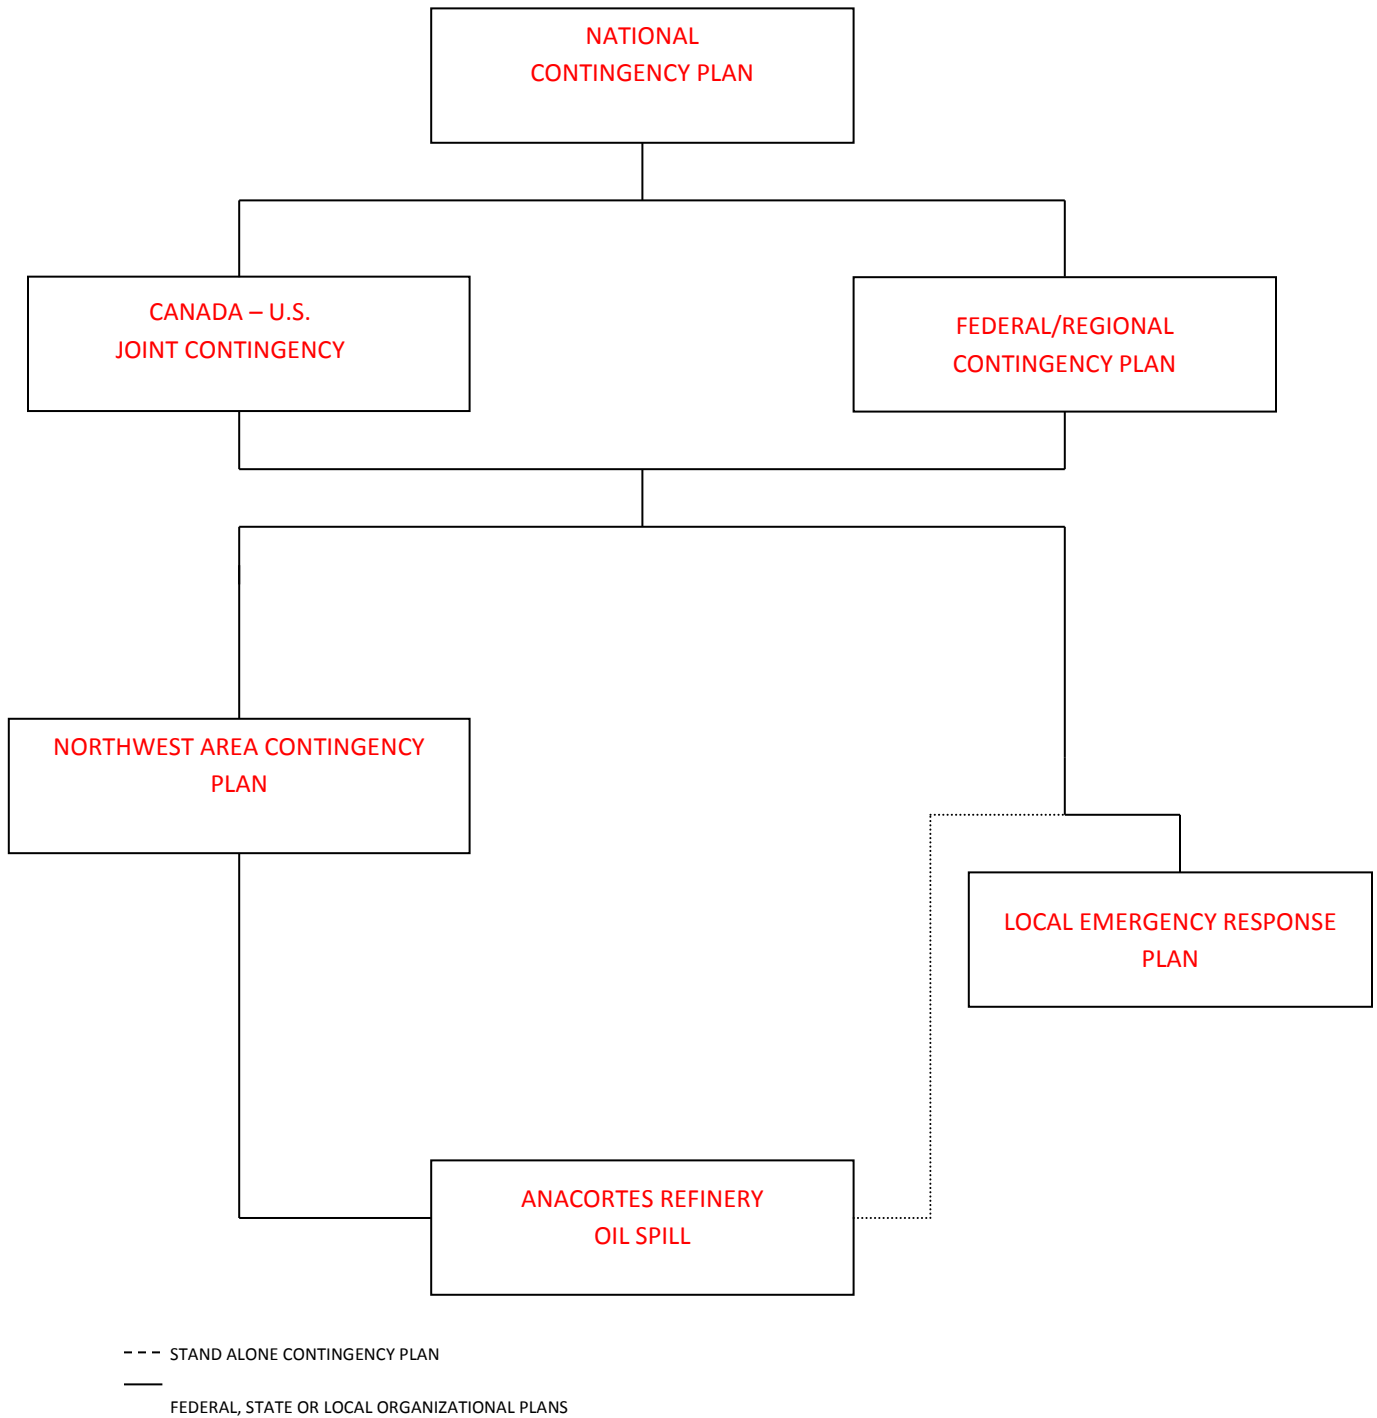 NATIONAL
CONTINGENCY PLAN
CANADA – U.S.
JOINT CONTINGENCY
FEDERAL/REGIONAL
CONTINGENCY PLAN
NORTHWEST AREA CONTINGENCY
PLAN
LOCAL EMERGENCY RESPONSE
PLAN
ANACORTES REFINERY
OIL SPILL
STAND ALONE CONTINGENCY PLAN
FEDERAL, STATE OR LOCAL ORGANIZATIONAL PLANS